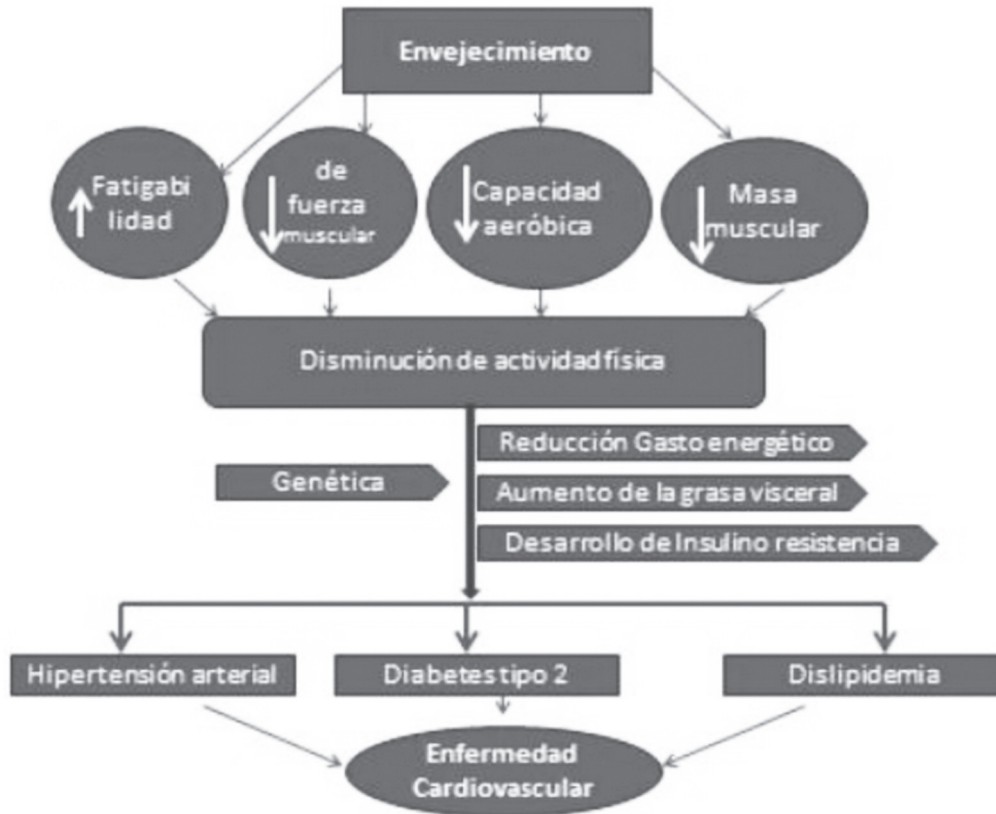 Envejecimiento
Fatigabi
lidad
de
fuerza
muscular
Capacidad
aeróbica
Masa
muscular
Disminución de actividad física
Reducción Gasto energético
Genética
Aumento de la grasa visceral
Desarrollo de Insulino resistencia
Hipertensión arterial
Diabetes tipo 2
Dislipidemia
Enfermedad
Cardiovascular